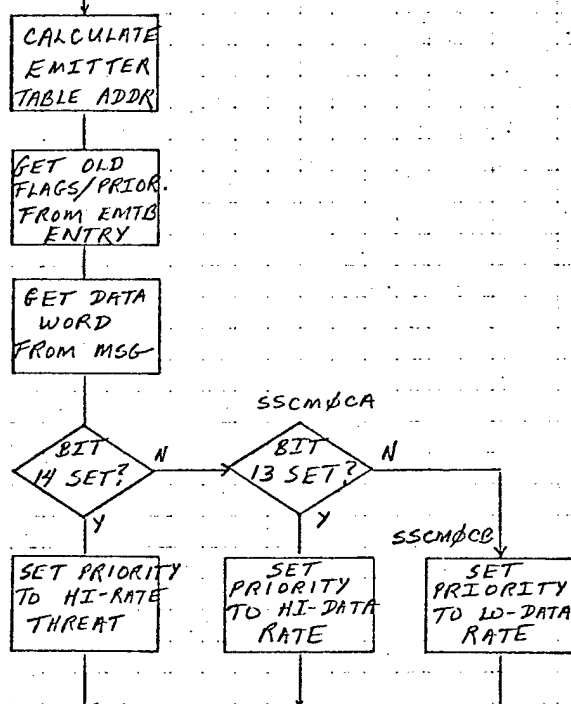 CALCULATE
EMITTER
TABLE ADDR
GET OLD
FLAGS/PRIOR.
FROM EMTB
ENTRY
GET DATA
WORD
FROM MSG
BIT
14 SET?
N
Y
SSCMØCA
BIT
13 SET?
N
Y
SSCMØCB
SET PRIORITY
TO HI-RATE
THREAT
SET
PRIORITY
TO HI-DATA
RATE
SET
PRIORITY
TO LO-DATA
RATE